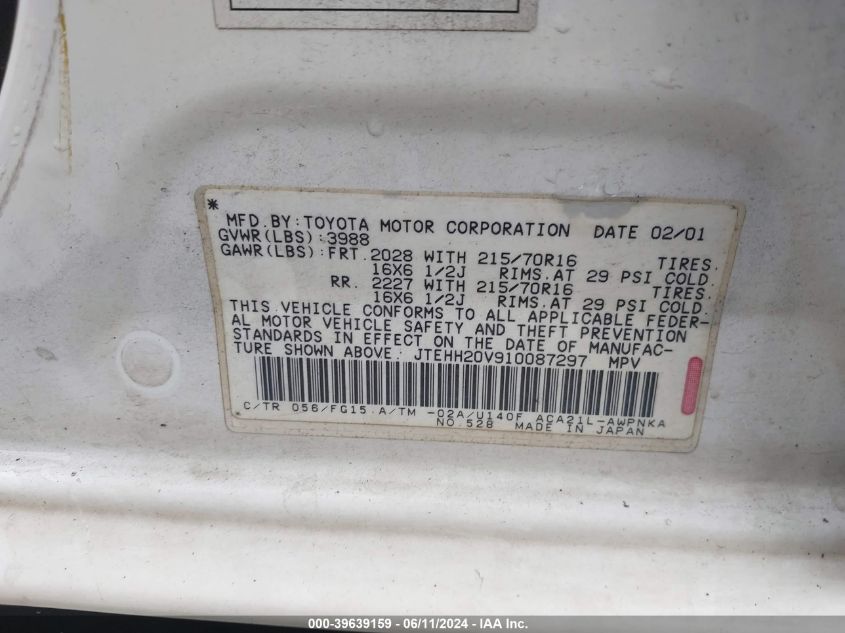 *
MFD.BY:TOYOTA MOTOR CORPORATION DATE 02/01
GVWR(LBS):3988
GAWR(LBS):FRT.2028 WITH 215/70R16 TIRES.
16X6 1/2J RIMS.AT 29 PSI COLD.
RR. 2227 WITH 215/70R16 TIRES.
16X6 1/2J RIMS.AT 29 PSI COLD.
THIS VEHICLE CONFORMS TO ALL APPLICABLE FEDER-
AL MOTOR VEHICLE SAFETY AND THEFT PREVENTION
STANDARDS IN EFFECT ON THE DATE OF MANUFAC-
TURE SHOWN ABOVE. JTEHH20V910087297 MPV
C/TR 056/FG15 A/TM -02A/U140F ACA21L-AWPNKA
NO.528 MADE IN JAPAN
000-39639159 - 06/11/2024 - IAA Inc.